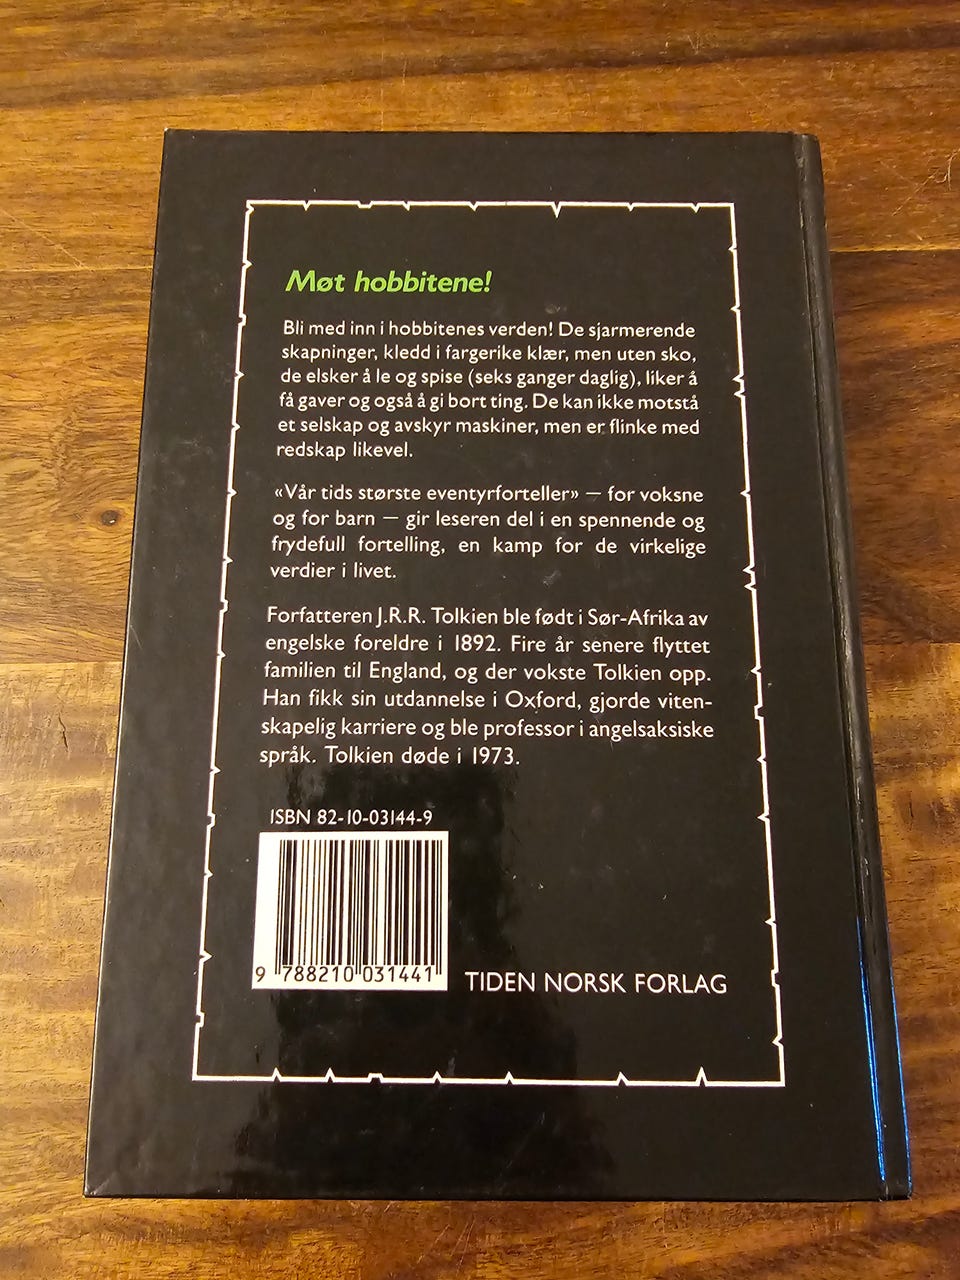 Møt hobbitene!
Bli med inn i hobbitenes verden! De sjarmerende
skapninger, kledd i fargerike klær, men uten sko,
de elsker å le og spise (seks ganger daglig), liker å
få gaver og også å gi bort ting. De kan ikke motstå
et selskap og avskyr maskiner, men er flinke med
redskap likevel.
«Vår tids største eventyrforteller» — for voksne
og for barn — gir leseren del i en spennende og
frydefull fortelling, en kamp for de virkelige
verdier i livet.
Forfatteren J.R.R. Tolkien ble født i Sør-Afrika av
engelske foreldre i 1892. Fire år senere flyttet
familien til England, og der vokste Tolkien opp.
Han fikk sin utdannelse i Oxford, gjorde viten-
skapelig karriere og ble professor i angelsaksiske
språk. Tolkien døde i 1973.
ISBN 82-10-03144-9
9 788210 031441
TIDEN NORSK FORLAG